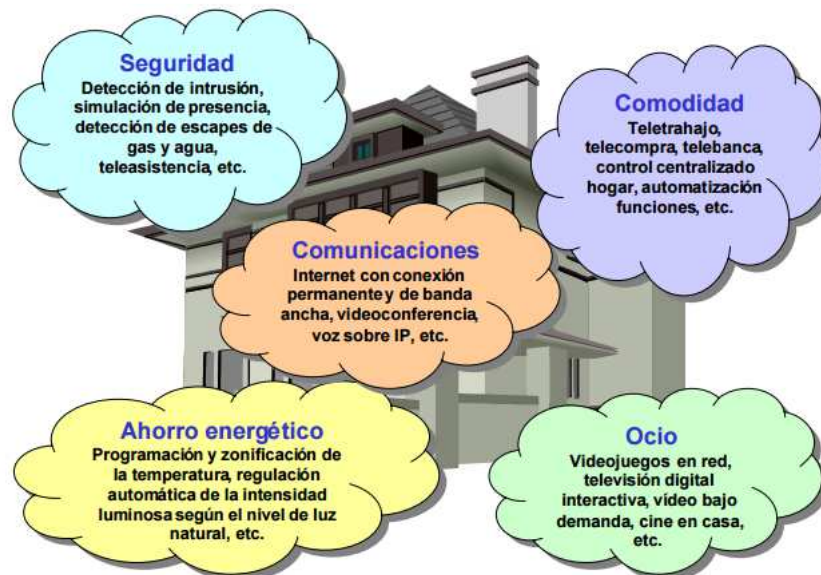 Seguridad
Detección de intrusión,
simulación de presencia,
detección de escapes de
gas y agua,
teleasistencia, etc.
Comodidad
Teletrahajo,
telecompra, telebanca,
control centralizado
hogar, automatización
funciones, etc.
Comunicaciones
Internet con conexión
permanente y de banda
ancha, videoconferencia,
voz sobre IP, etc.
Ahorro energético
Programación y zonificación de
la temperatura, regulación
automática de la intensidad
luminosa según el nivel de luz
natural, etc.
Ocio
Videojuegos en red,
televisión digital
interactiva, vídeo bajo
demanda, cine en casa,
etc.